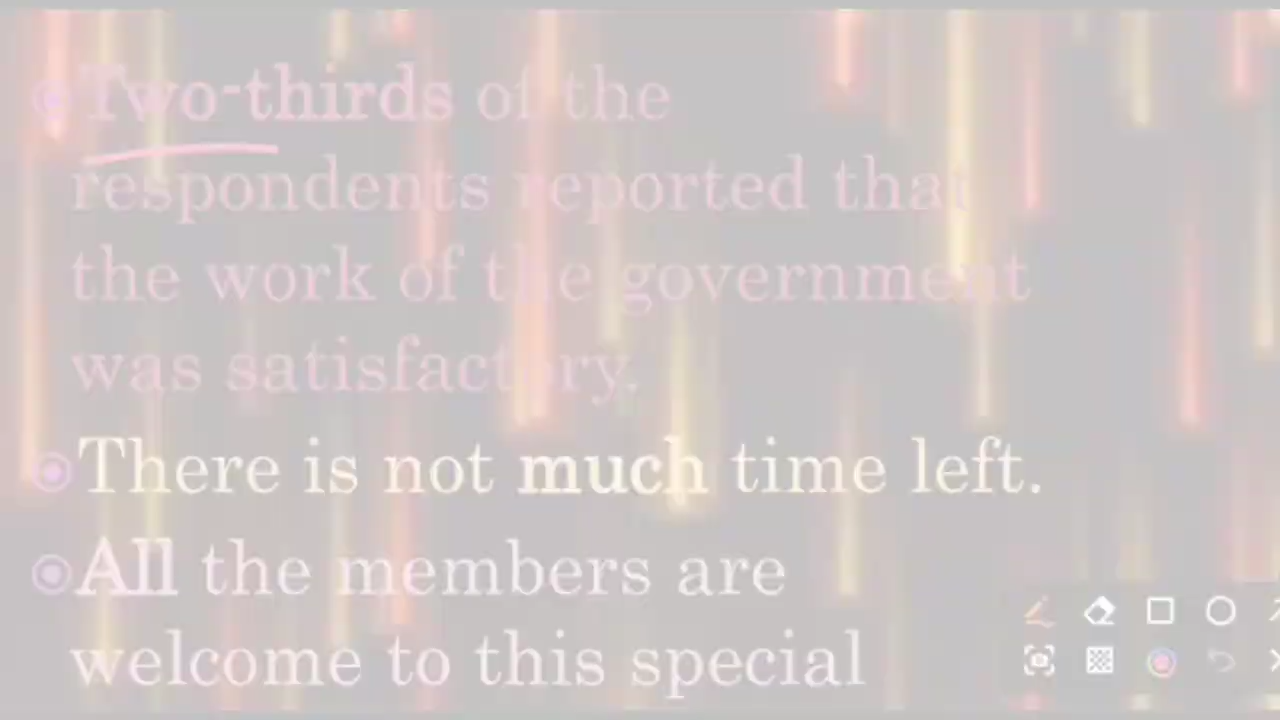 Two-thirds of the
respondents reported that
the work of the government
was satisfactory.
There is not much time left.
All the members are
welcome to this special